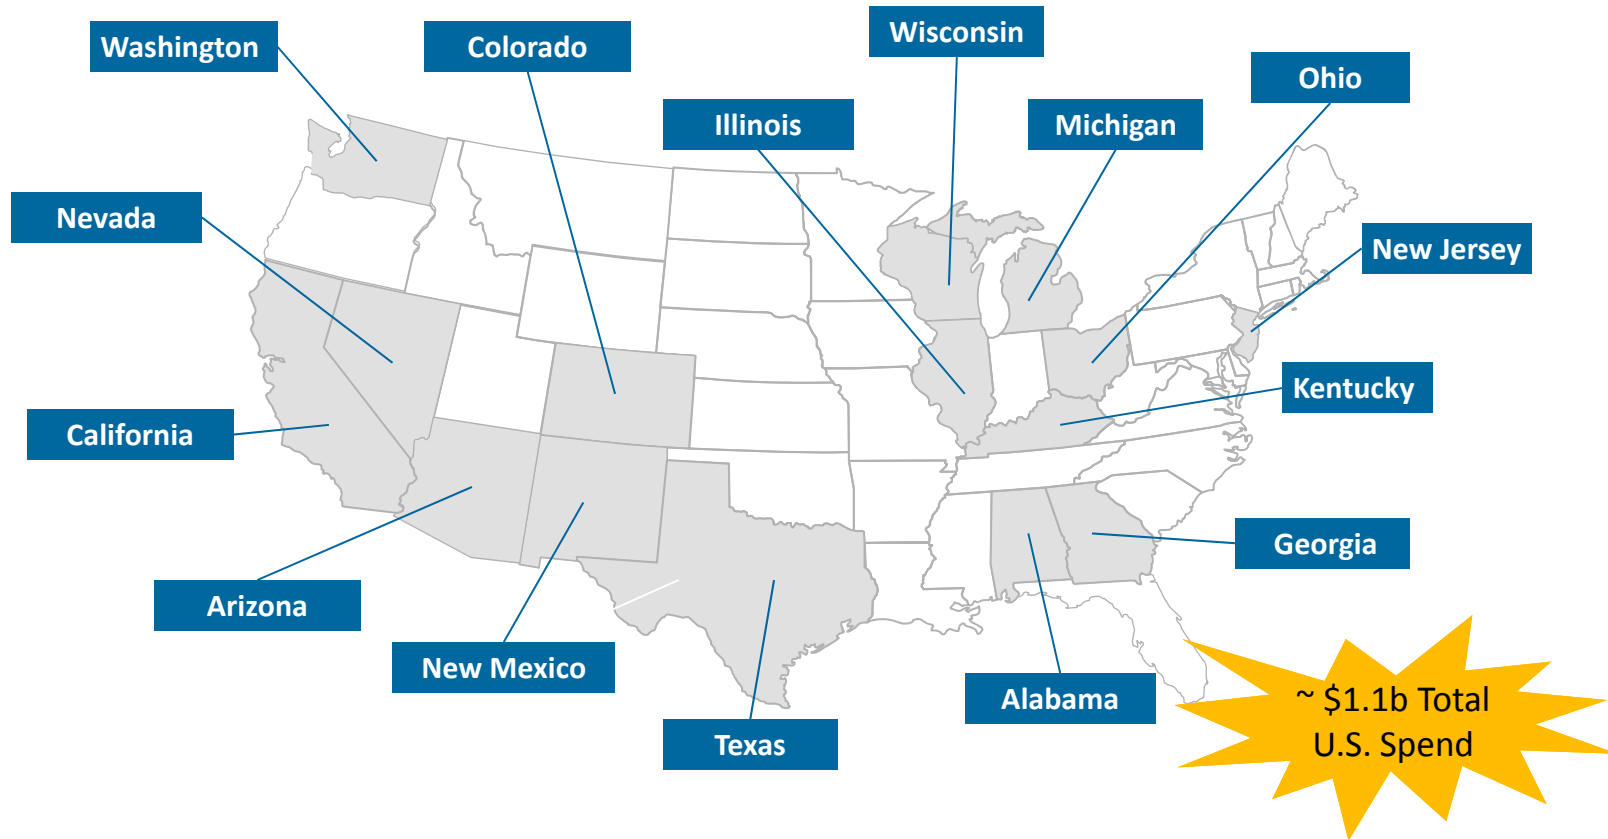 Washington
Colorado
Wisconsin
Ohio
Illinois
Michigan
Nevada
New Jersey
Kentucky
California
Georgia
Arizona
New Mexico
Alabama
Texas
~ $1.1b Total
U.S. Spend